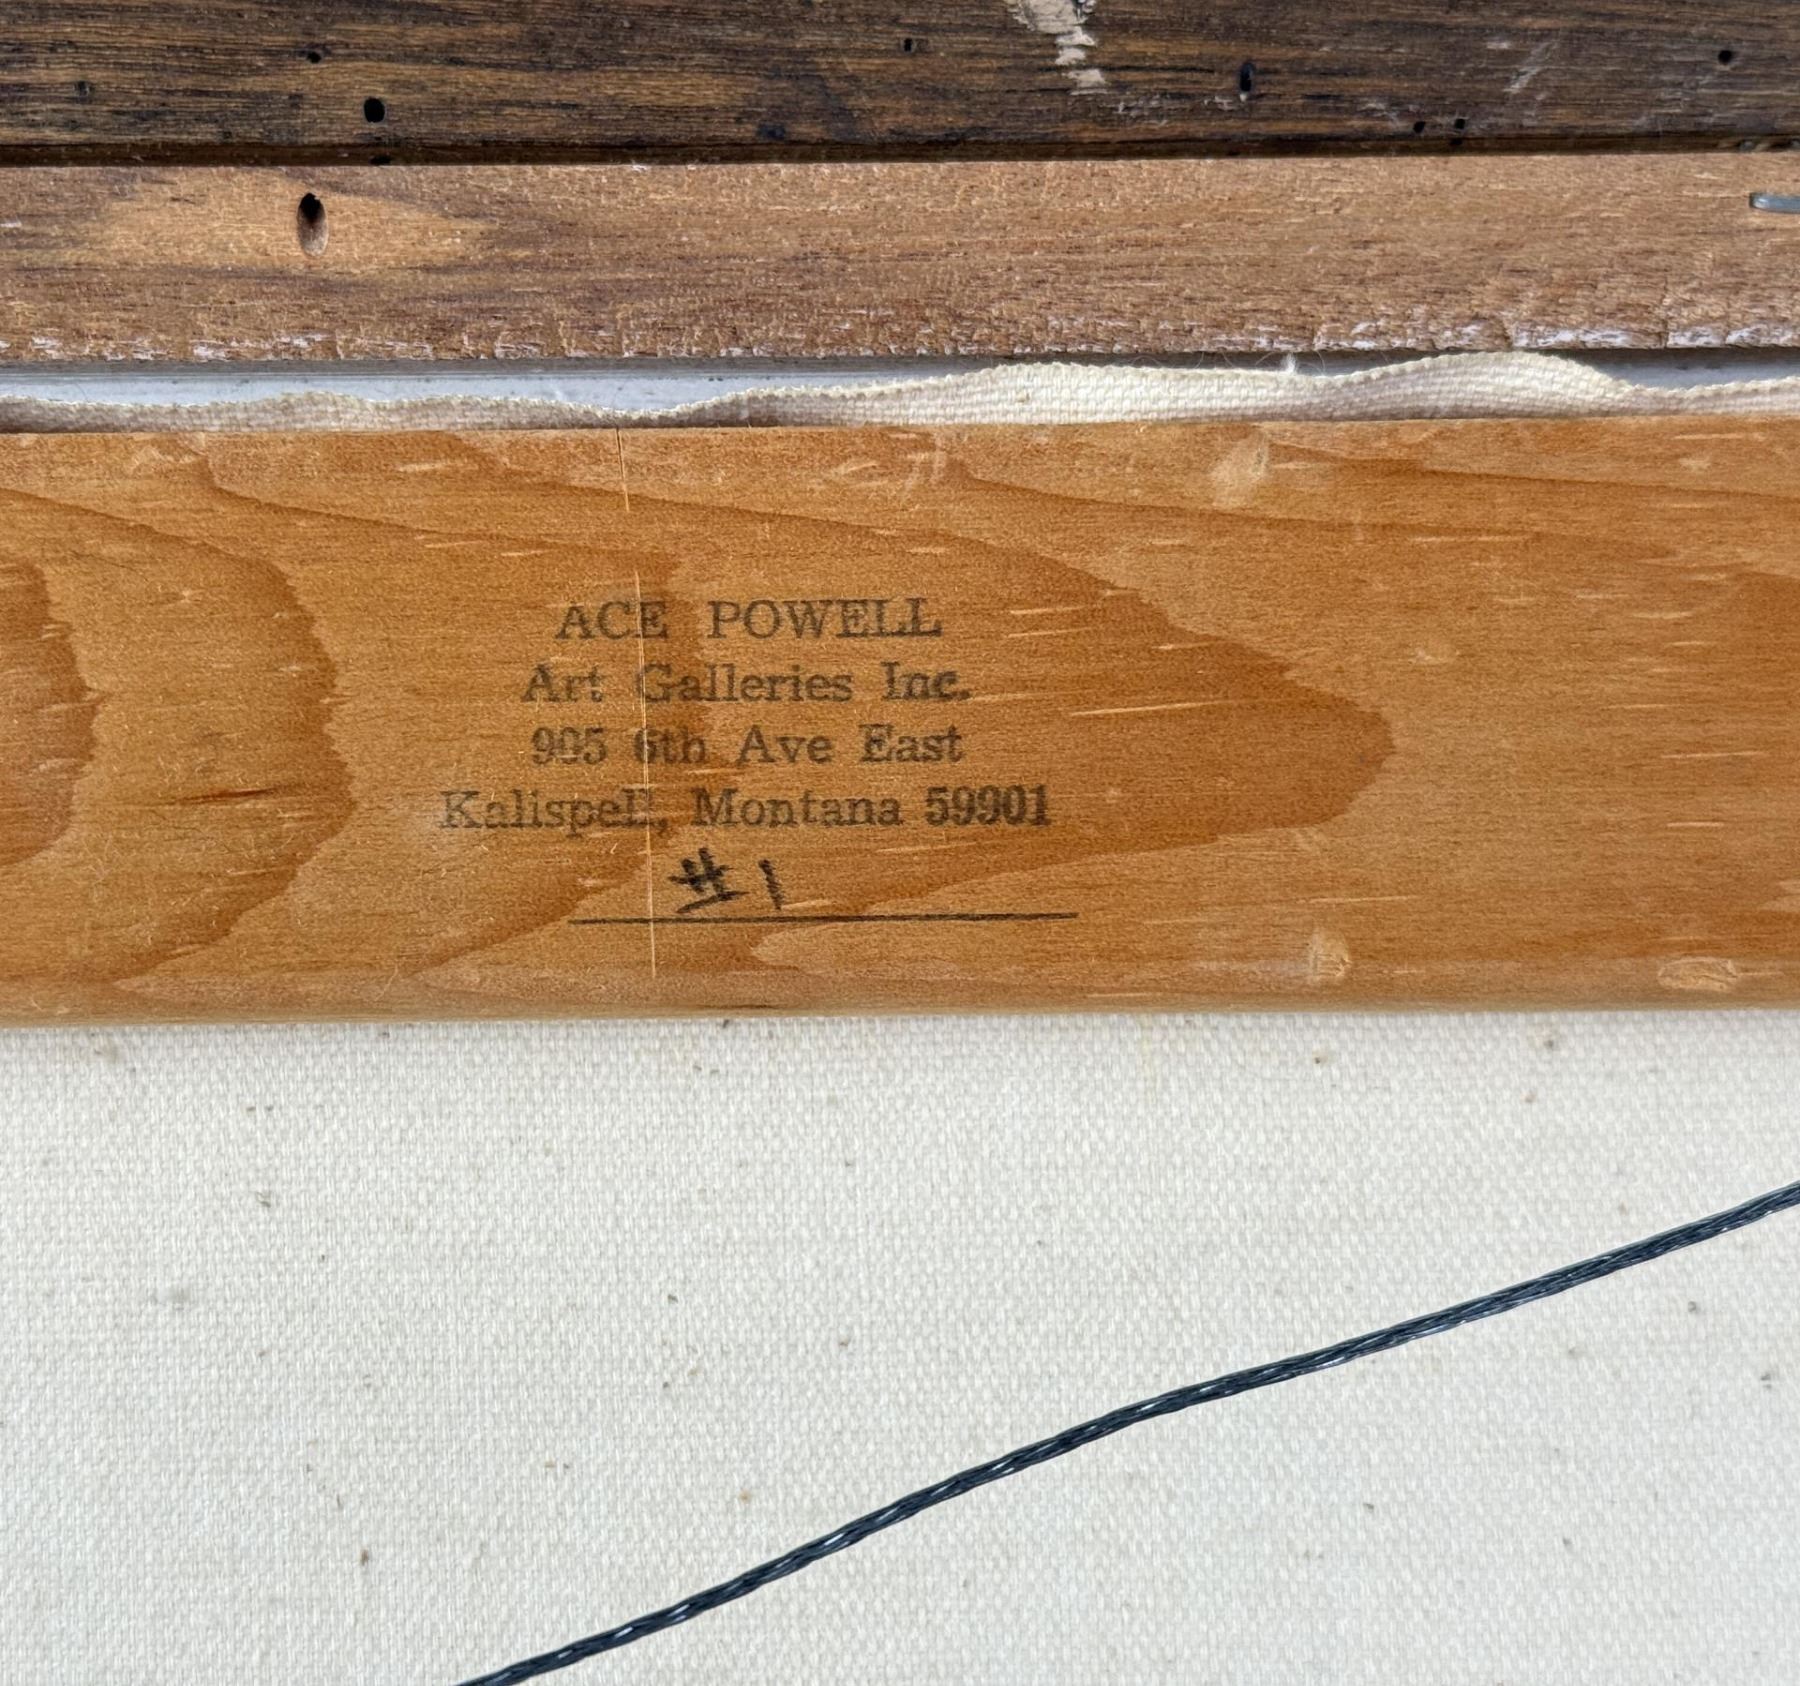 ACE POWELL
Art Galleries Inc.
905 6th Ave East
Kalispell, Montana 59901
#1